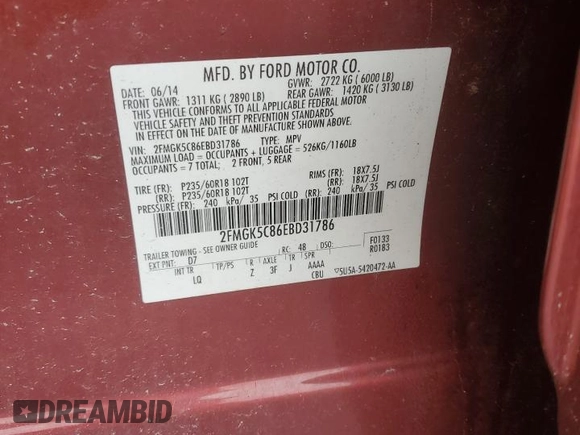 MFD. BY FORD MOTOR CO.
DATE: 06/14 GVWR: 2722 KG ( 6000 LB)
FRONT GAWR: 1311 KG ( 2890 LB) REAR GAWR: 1420 KG ( 3130 LB)
THIS VEHICLE CONFORMS TO ALL APPLICABLE FEDERAL MOTOR
VEHICLE SAFETY AND THEFT PREVENTION STANDARDS
IN EFFECT ON THE DATE OF MANUFACTURE SHOWN ABOVE.
VIN: 2FMGK5C86EBD31786 TYPE: MPV
MAXIMUM LOAD = OCCUPANTS + LUGGAGE = 526KG/1160LB
OCCUPANTS = 7 TOTAL; 2 FRONT, 5 REAR
TIRE (FR): P235/60R18 102T RIMS (FR): 18X7.5J
(RR): P235/60R18 102T (RR): 18X7.5J
PRESSURE (FR): 240 kPa/ 35 PSI COLD (RR): 240 kPa/ 35 PSI COLD
2FMGK5C86EBD31786
TRAILER TOWING - SEE OWNER GUIDE
EXT PNT: D7 RC: 48 DSO: F0133
R0183
INT TR TP/PS R AXLE TR SPR
LQ Z 3F J AAAA
CBU 5U5A-5420472-AA
DREAMBID